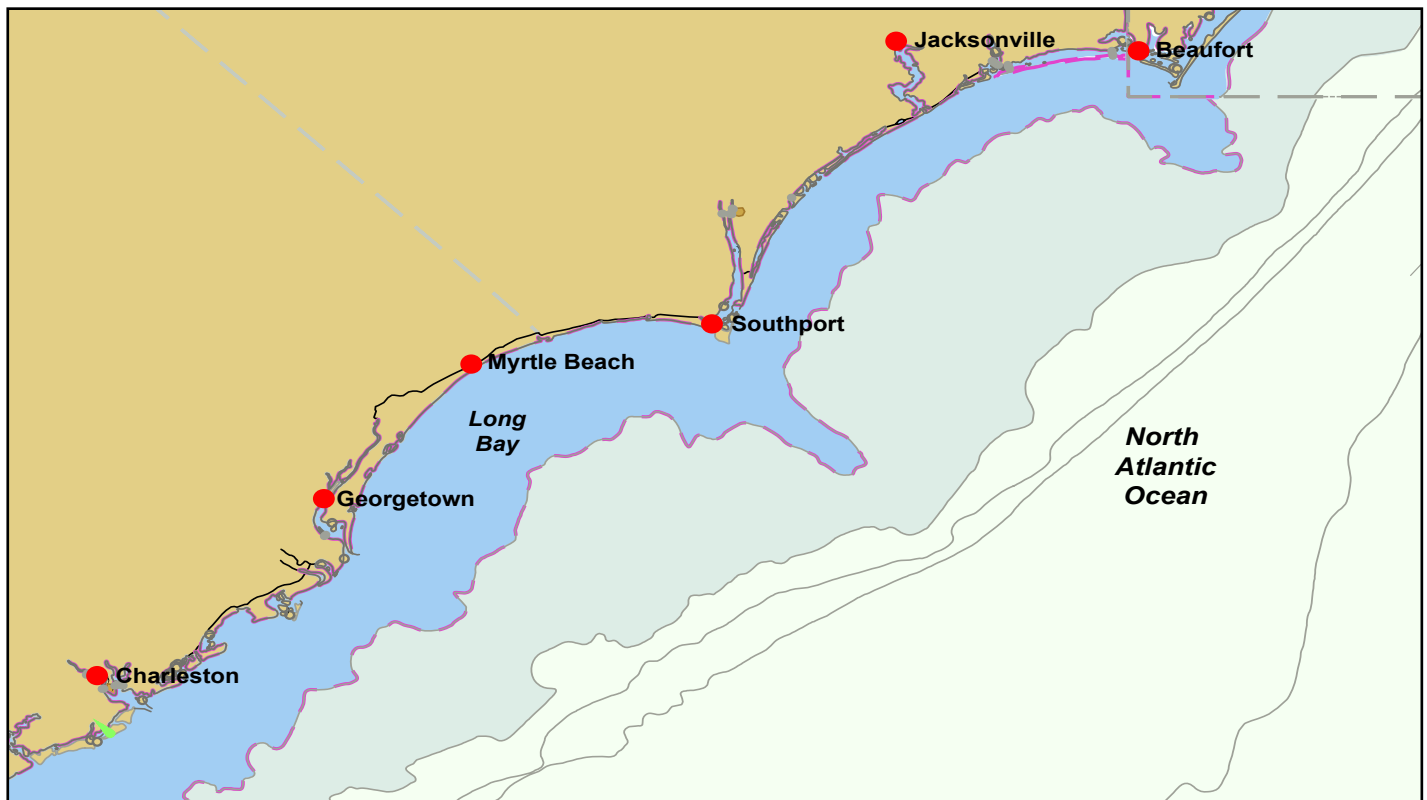 Jacksonville
Beaufort
Southport
Myrtle Beach
Long
Bay
North
Atlantic
Ocean
Georgetown
Charleston